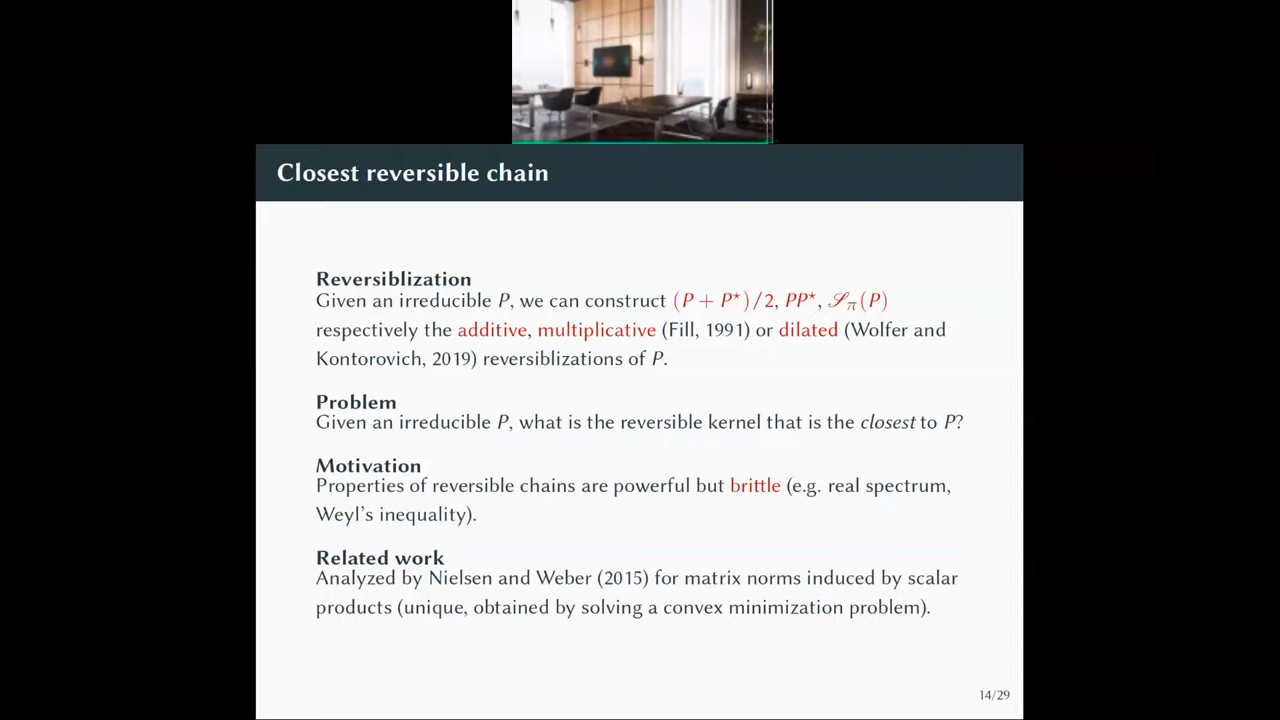 Closest reversible chain
Reversiblization
Given an irreducible P, we can construct (P + P⋆)/2, PP⋆, 𝒮π(P)
respectively the additive, multiplicative (Fill, 1991) or dilated (Wolfer and
Kontorovich, 2019) reversiblizations of P.
Problem
Given an irreducible P, what is the reversible kernel that is the closest to P?
Motivation
Properties of reversible chains are powerful but brittle (e.g. real spectrum,
Weyl's inequality).
Related work
Analyzed by Nielsen and Weber (2015) for matrix norms induced by scalar
products (unique, obtained by solving a convex minimization problem).
14/29